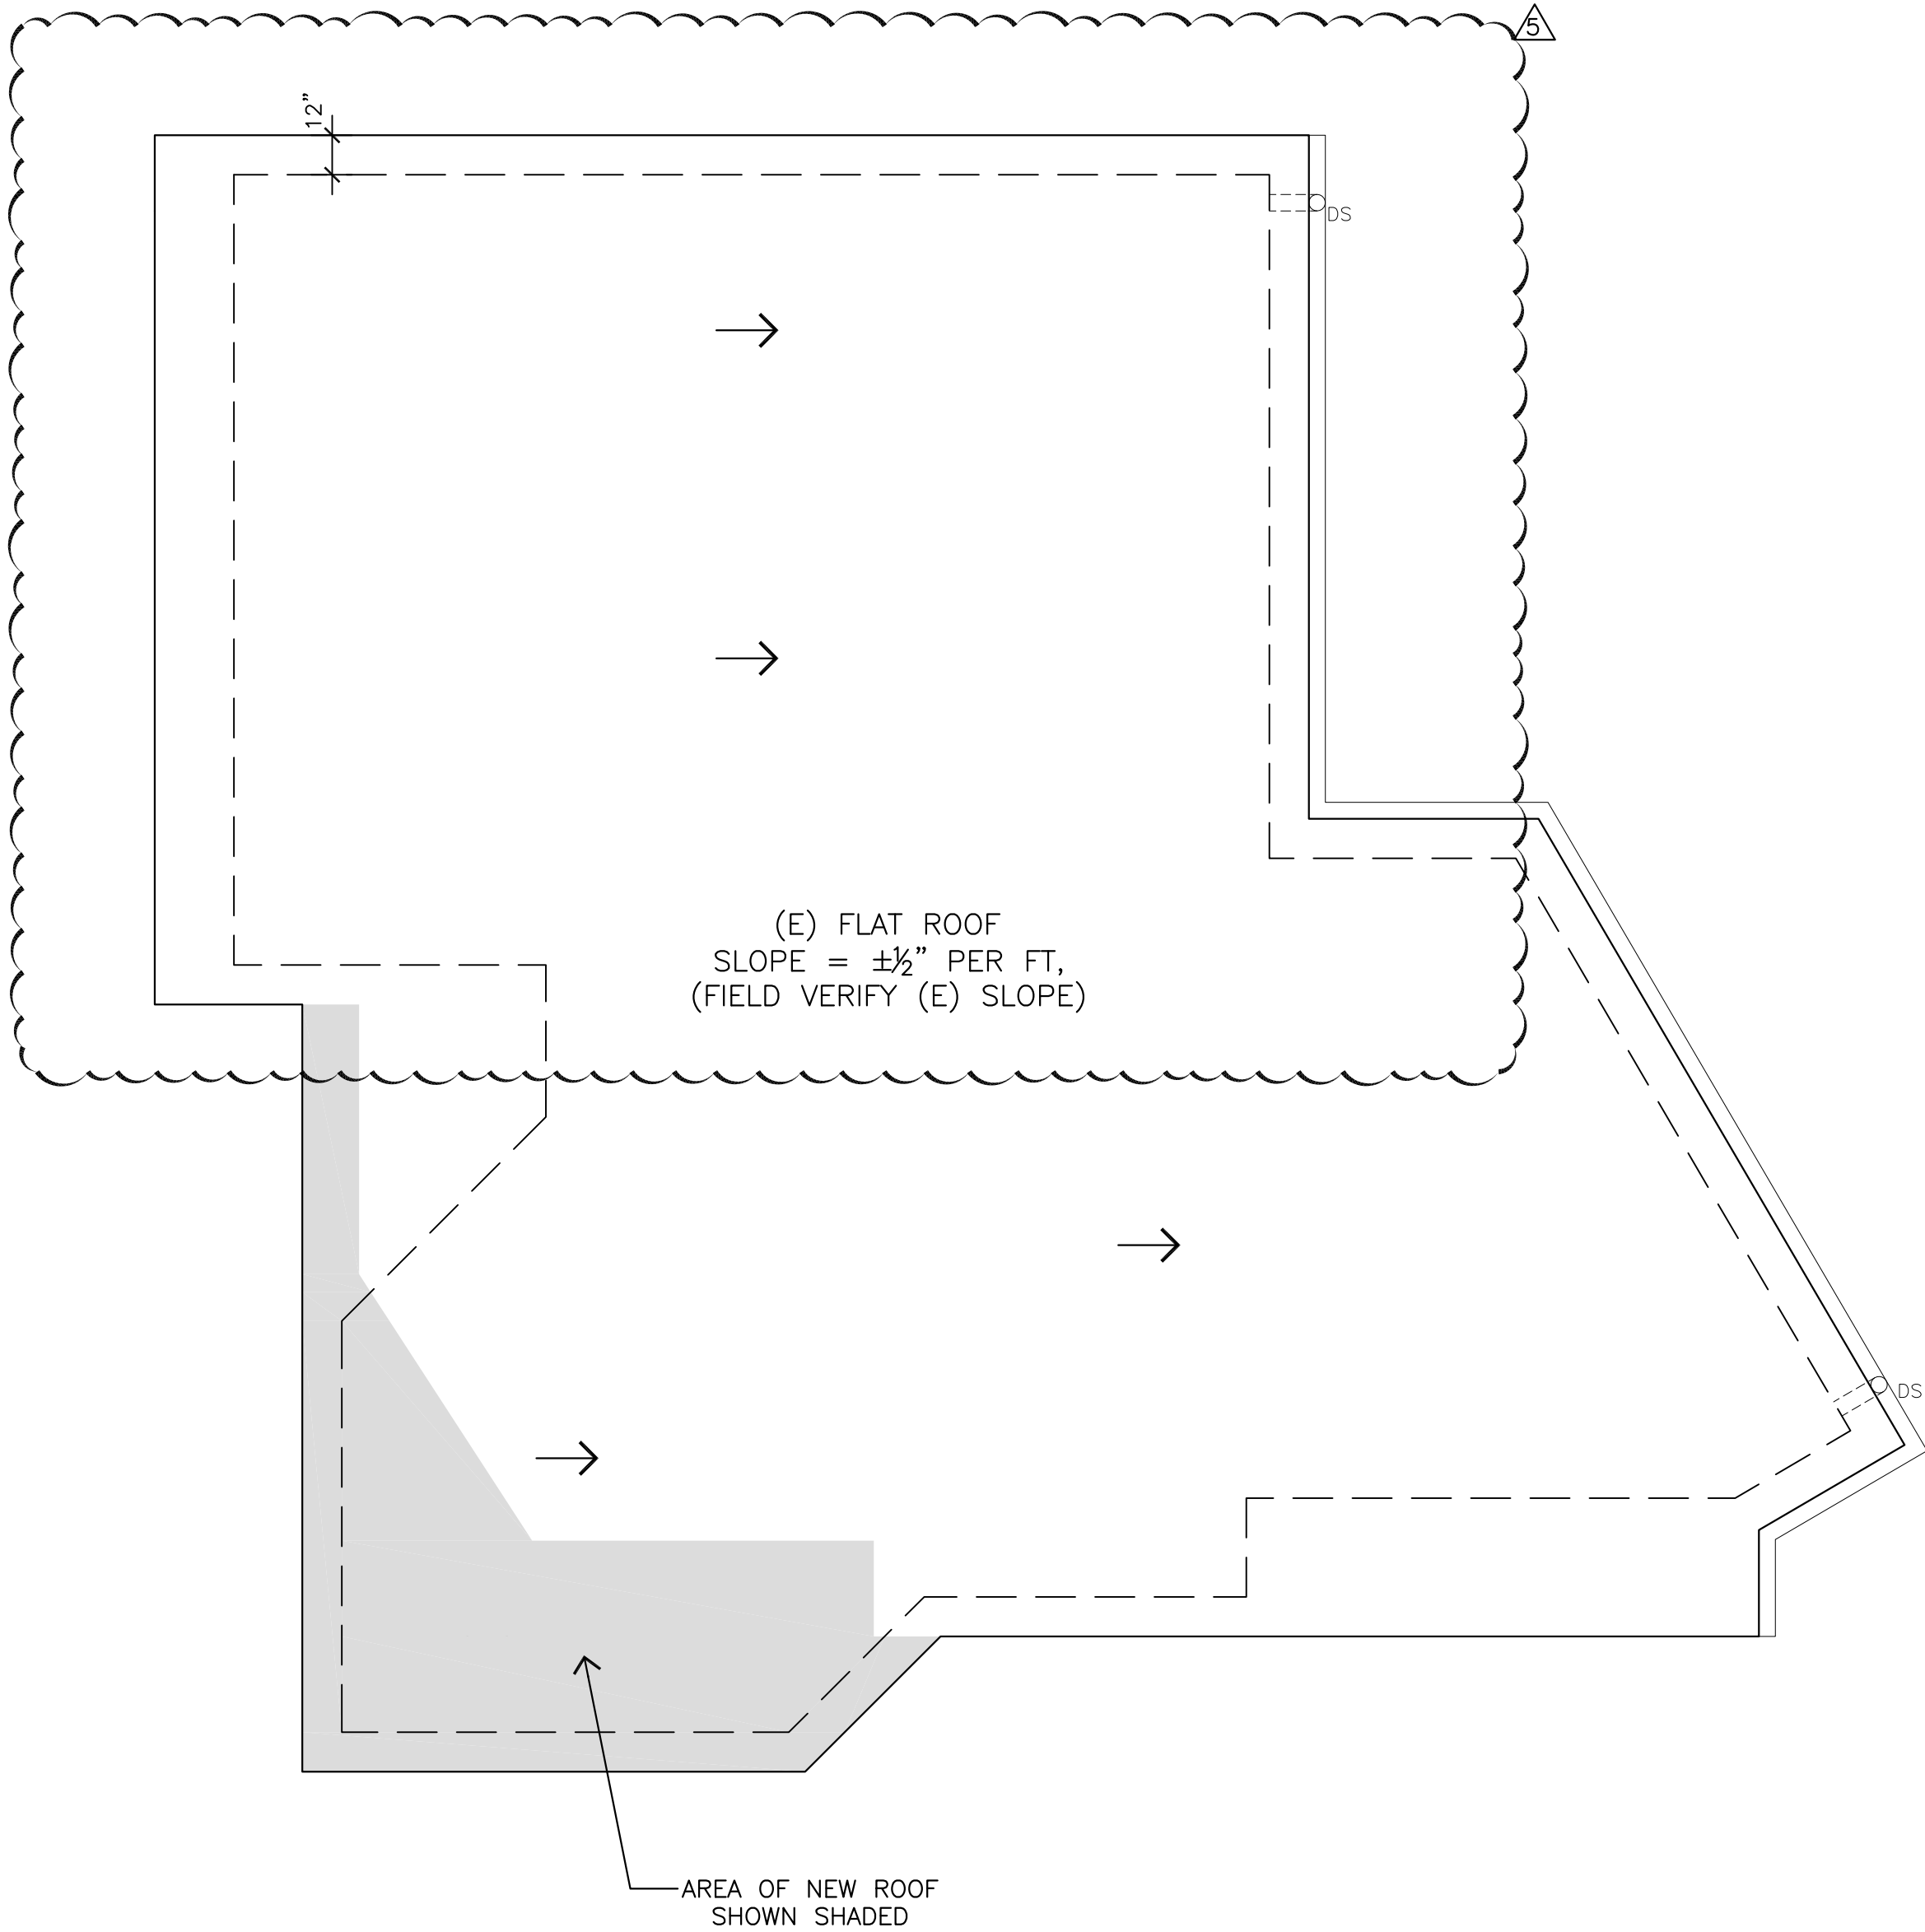 5
12"
DS
(E) FLAT ROOF
SLOPE = ±½" PER FT,
(FIELD VERIFY (E) SLOPE)
DS
AREA OF NEW ROOF
SHOWN SHADED